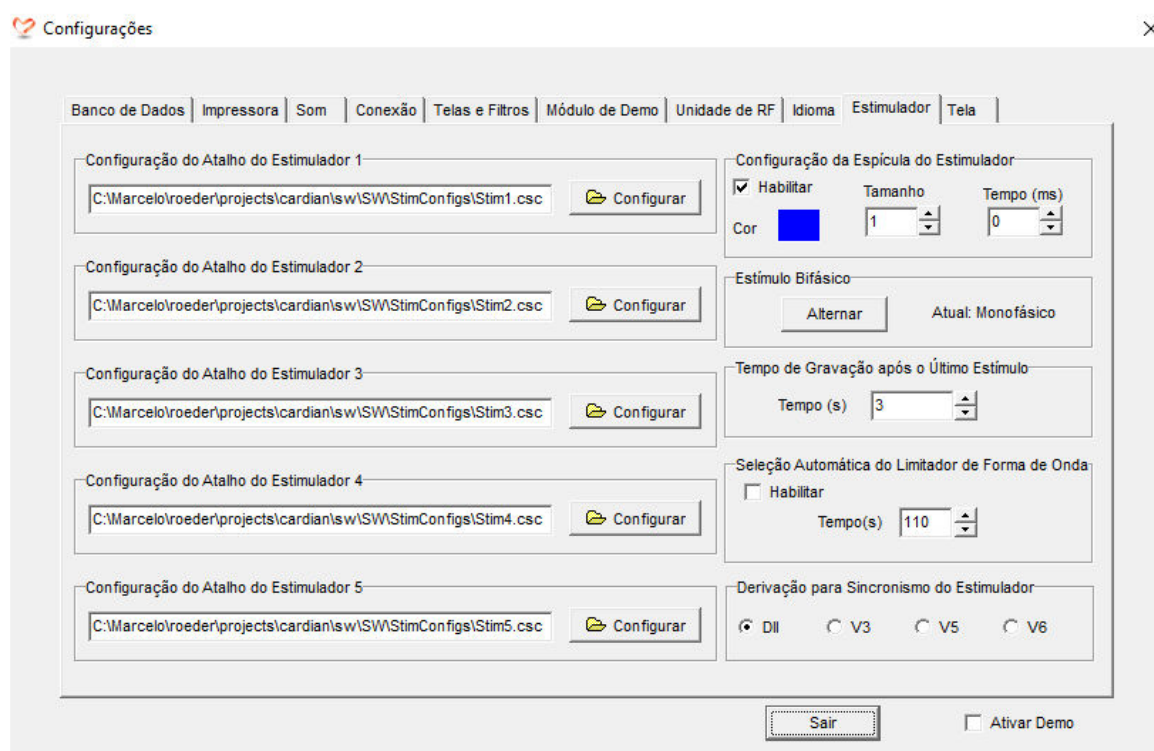 Configurações
Banco de Dados Impressora Som Conexão Telas e Filtros Módulo de Demo Unidade de RF Idioma Estimulador Tela
Configuração do Atalho do Estimulador 1
C:\Marcelo\roeder\projects\cardian\sw\SW\StimConfigs\Stim1.csc Configurar
Configuração do Atalho do Estimulador 2
C:\Marcelo\roeder\projects\cardian\sw\SW\StimConfigs\Stim2.csc Configurar
Configuração do Atalho do Estimulador 3
C:\Marcelo\roeder\projects\cardian\sw\SW\StimConfigs\Stim3.csc Configurar
Configuração do Atalho do Estimulador 4
C:\Marcelo\roeder\projects\cardian\sw\SW\StimConfigs\Stim4.csc Configurar
Configuração do Atalho do Estimulador 5
C:\Marcelo\roeder\projects\cardian\sw\SW\StimConfigs\Stim5.csc Configurar
Configuração da Espícula do Estimulador
Habilitar Tamanho Tempo (ms)
Cor 1 0
Estímulo Bifásico
Alternar Atual: Monofásico
Tempo de Gravação após o Último Estímulo
Tempo (s) 3
Seleção Automática do Limitador de Forma de Onda
Habilitar
Tempo(s) 110
Derivação para Sincronismo do Estimulador
DII V3 V5 V6
Sair Ativar Demo